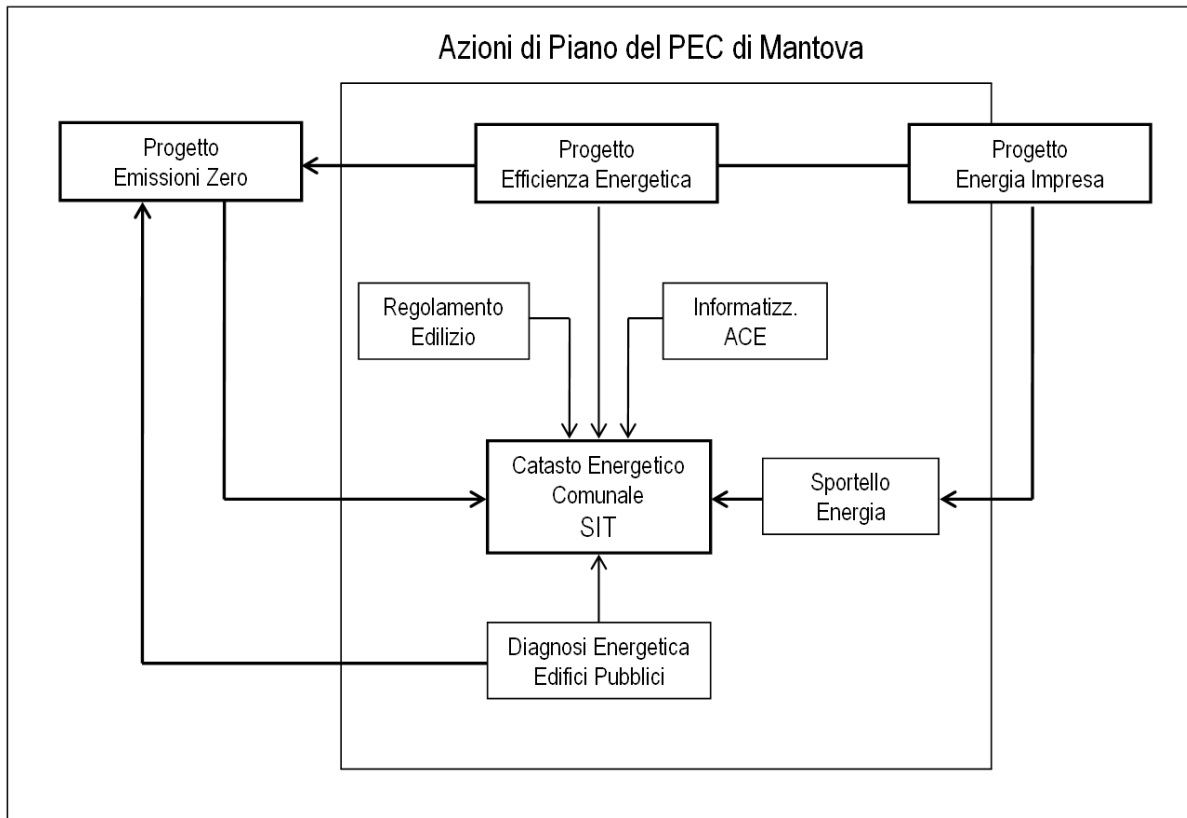 Azioni di Piano del PEC di Mantova
Progetto
Emissioni Zero
Progetto
Efficienza Energetica
Progetto
Energia Impresa
Regolamento
Edilizio
Informatizz.
ACE
Catasto Energetico
Comunale
SIT
Sportello
Energia
Diagnosi Energetica
Edifici Pubblici